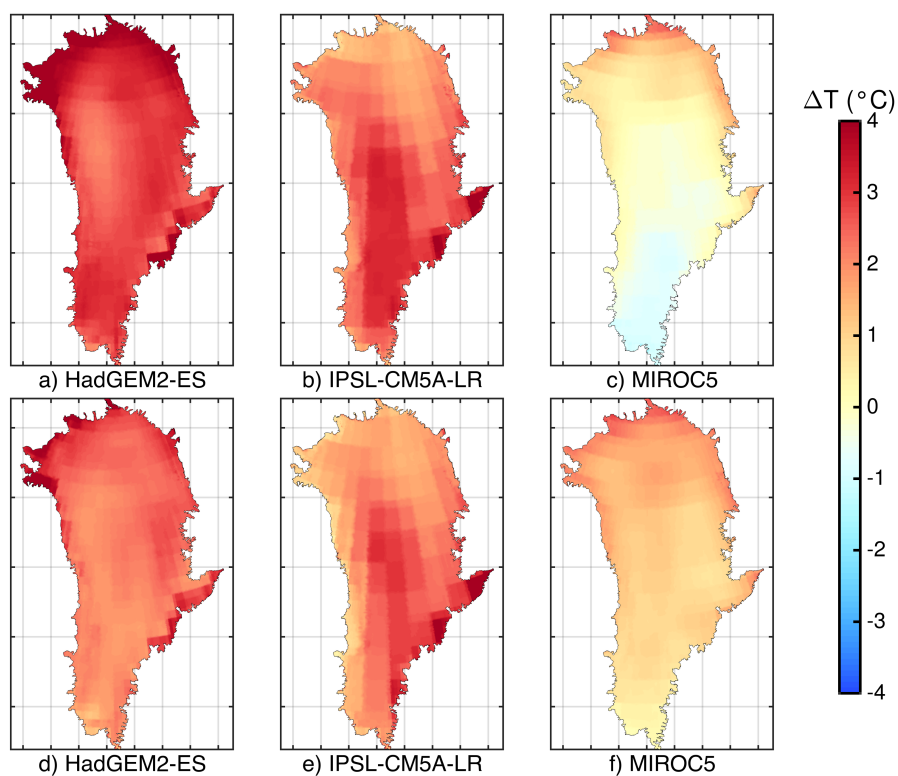 ΔT (°C)
4
3
2
1
0
-1
-2
-3
-4
a) HadGEM2-ES
b) IPSL-CM5A-LR
c) MIROC5
d) HadGEM2-ES
e) IPSL-CM5A-LR
f) MIROC5